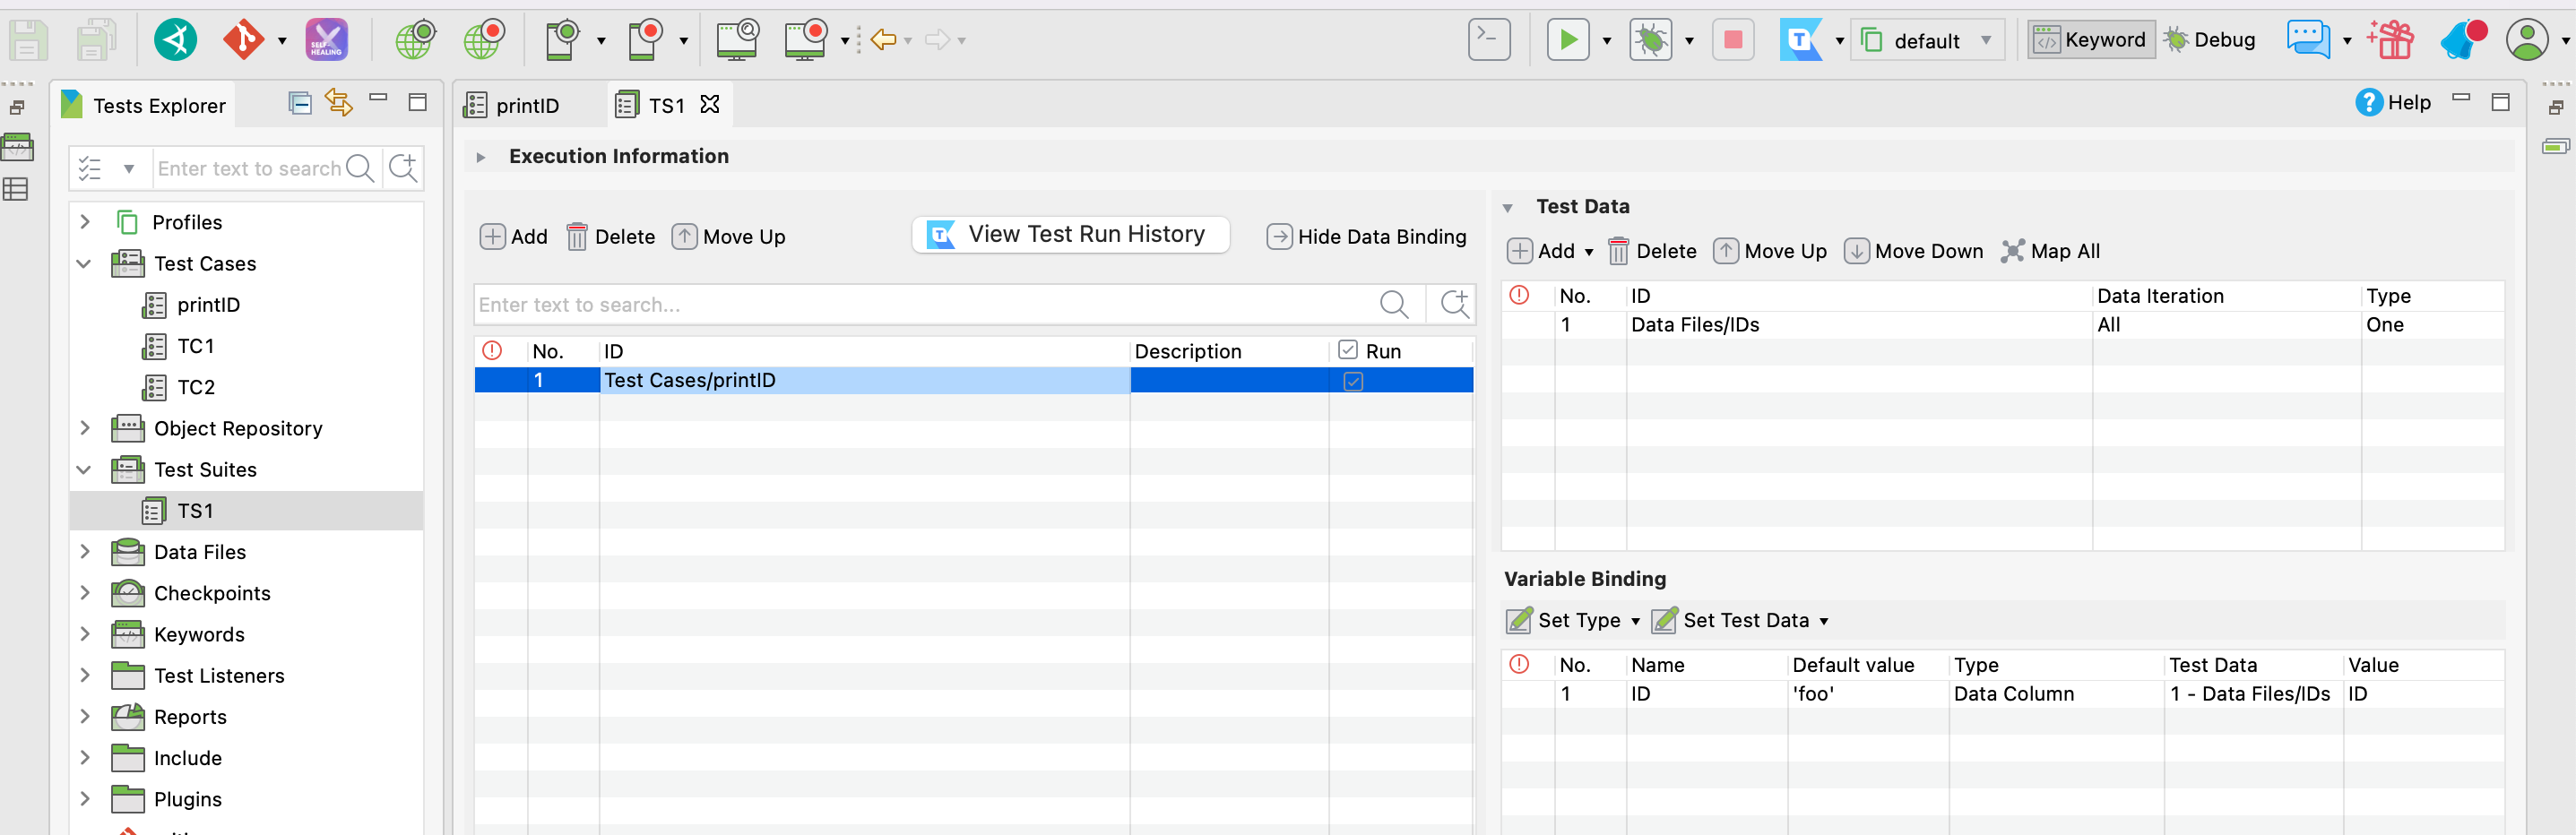 SELF HEALING
default
Keyword
Debug
Tests Explorer
printID
TS1
Help
Enter text to search
Execution Information
Profiles
Test Cases
printID
TC1
TC2
Object Repository
Test Suites
TS1
Data Files
Checkpoints
Keywords
Test Listeners
Reports
Include
Plugins
Add
Delete
Move Up
View Test Run History
Hide Data Binding
Enter text to search...
No. ID Description Run
1 Test Cases/printID
Test Data
Add
Delete
Move Up
Move Down
Map All
No. ID Data Iteration Type
1 Data Files/IDs All One
Variable Binding
Set Type
Set Test Data
No. Name Default value Type Test Data Value
1 ID 'foo' Data Column 1 - Data Files/IDs ID